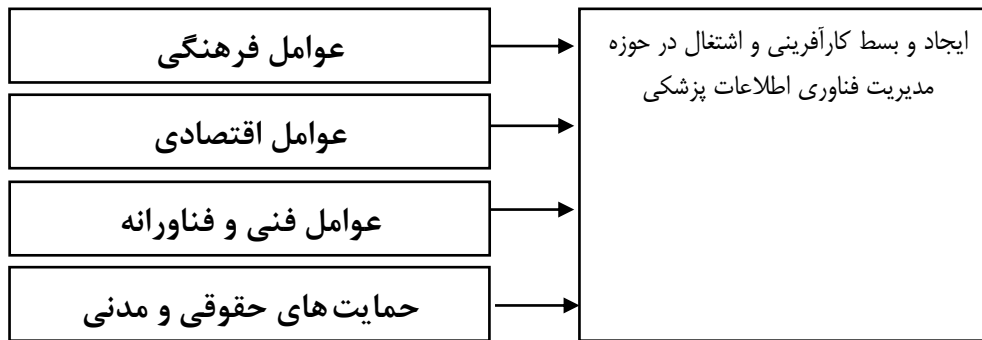 عوامل فرهنگی
عوامل اقتصادی
عوامل فنی و فناورانه
حمایت‌های حقوقی و مدنی
ایجاد و بسط کارآفرینی و اشتغال در حوزه
مدیریت فناوری اطلاعات پزشکی